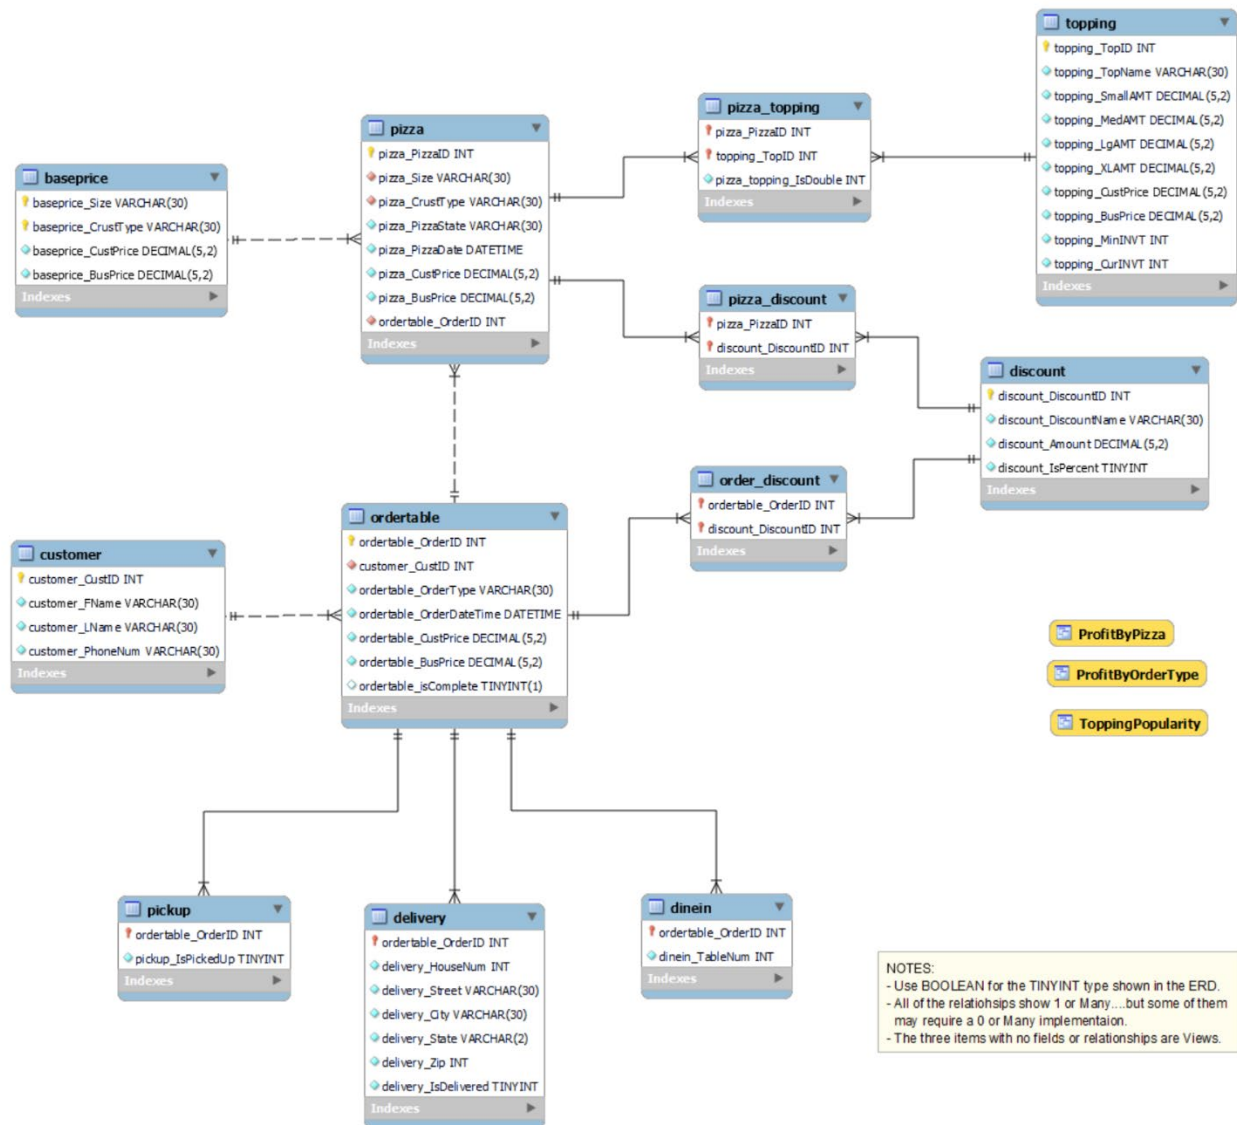 topping
topping_TopID INT
topping_TopName VARCHAR(30)
topping_SmallAMT DECIMAL(5,2)
topping_MedAMT DECIMAL(5,2)
topping_LgAMT DECIMAL(5,2)
topping_XLAMT DECIMAL(5,2)
topping_CustPrice DECIMAL(5,2)
topping_BusPrice DECIMAL(5,2)
topping_MinINVT INT
topping_CurINVT INT
Indexes
pizza_topping
pizza_PizzaID INT
topping_TopID INT
pizza_topping_IsDouble INT
Indexes
pizza
pizza_PizzaID INT
pizza_Size VARCHAR(30)
pizza_CrustType VARCHAR(30)
pizza_PizzaState VARCHAR(30)
pizza_PizzaDate DATETIME
pizza_CustPrice DECIMAL(5,2)
pizza_BusPrice DECIMAL(5,2)
ordertable_OrderID INT
Indexes
baseprice
baseprice_Size VARCHAR(30)
baseprice_CrustType VARCHAR(30)
baseprice_CustPrice DECIMAL(5,2)
baseprice_BusPrice DECIMAL(5,2)
Indexes
pizza_discount
pizza_PizzaID INT
discount_DiscountID INT
Indexes
discount
discount_DiscountID INT
discount_DiscountName VARCHAR(30)
discount_Amount DECIMAL(5,2)
discount_IsPercent TINYINT
Indexes
order_discount
ordertable_OrderID INT
discount_DiscountID INT
Indexes
ordertable
ordertable_OrderID INT
customer_CustID INT
ordertable_OrderType VARCHAR(30)
ordertable_OrderDateTime DATETIME
ordertable_CustPrice DECIMAL(5,2)
ordertable_BusPrice DECIMAL(5,2)
ordertable_isComplete TINYINT(1)
Indexes
customer
customer_CustID INT
customer_FName VARCHAR(30)
customer_LName VARCHAR(30)
customer_PhoneNum VARCHAR(30)
Indexes
ProfitByPizza
ProfitByOrderType
ToppingPopularity
pickup
ordertable_OrderID INT
pickup_IsPickedUp TINYINT
Indexes
delivery
ordertable_OrderID INT
delivery_HouseNum INT
delivery_Street VARCHAR(30)
delivery_City VARCHAR(30)
delivery_State VARCHAR(2)
delivery_Zip INT
delivery_IsDelivered TINYINT
Indexes
dinein
ordertable_OrderID INT
dinein_TableNum INT
Indexes
NOTES:
- Use BOOLEAN for the TINYINT type shown in the ERD.
- All of the relatiohsips show 1 or Many....but some of them
may require a 0 or Many implementaion.
- The three items with no fields or relationships are Views.